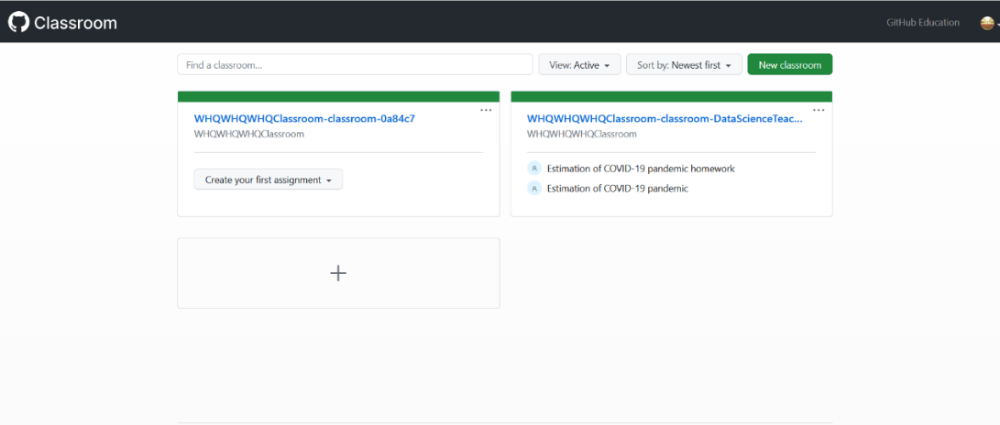 Classroom
GitHub Education
Find a classroom...
View: Active
Sort by: Newest first
New classroom
WHQWHQWHQClassroom-classroom-0a84c7
WHQWHQWHQClassroom
Create your first assignment
WHQWHQWHQClassroom-classroom-DataScienceTeac...
WHQWHQWHQClassroom
Estimation of COVID-19 pandemic homework
Estimation of COVID-19 pandemic